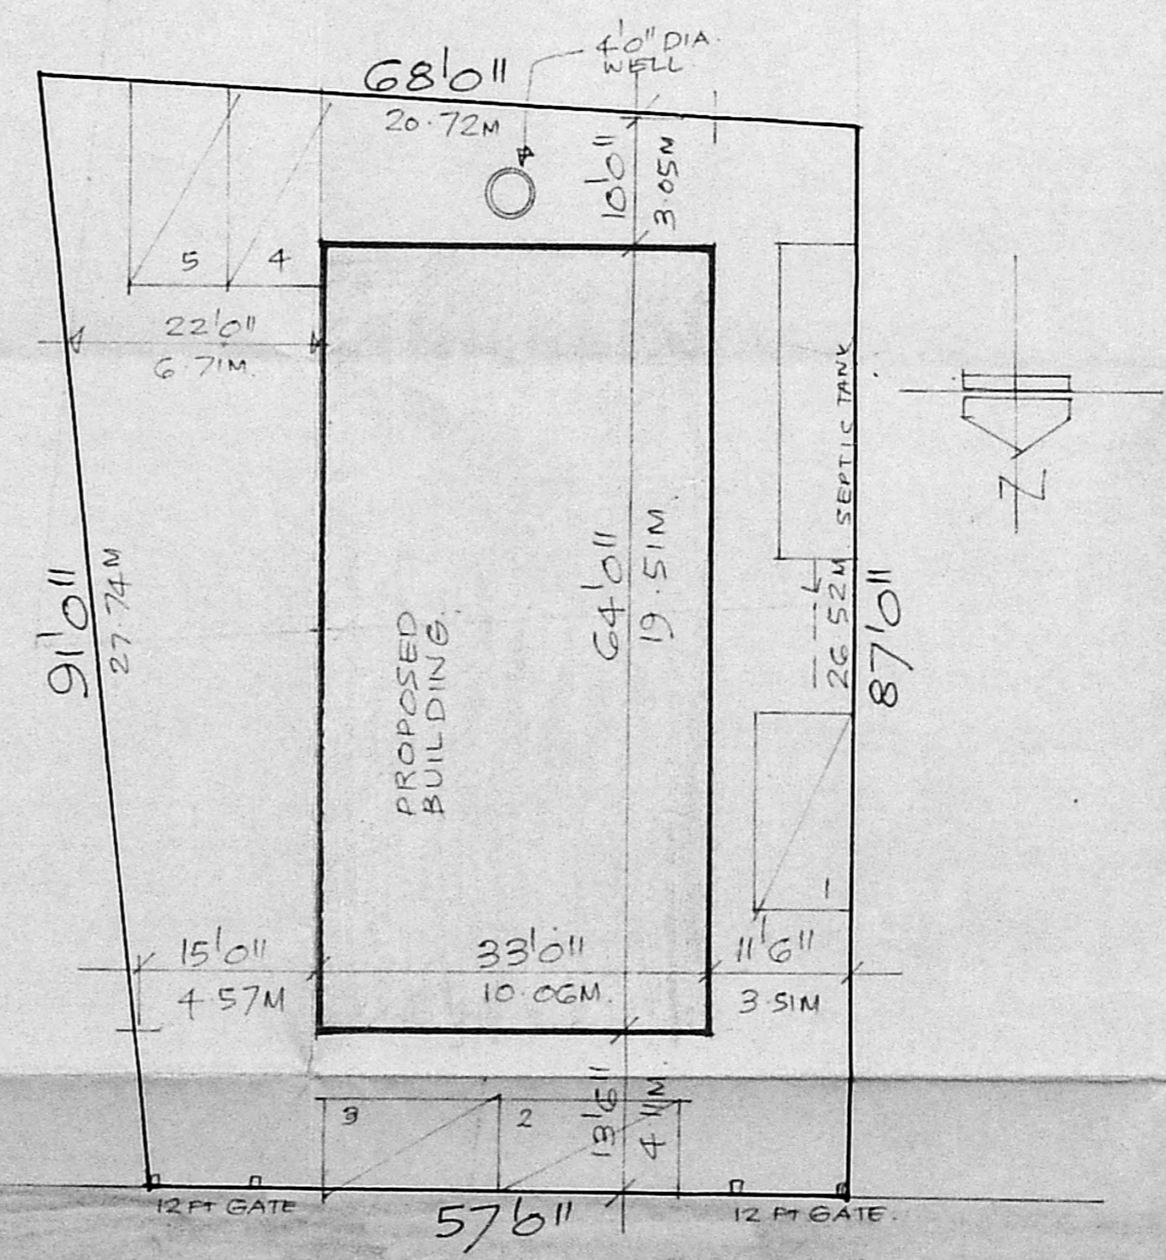 4'0" DIA.
WELL
68'0"
20.72M
10'0"
3.05M
5
4
22'0"
6.71M.
SEPTIC TANK
Z
91'0"
27.74M
64'0"
19.51M.
26.52M
87'0"
PROPOSED
BUILDING.
1
15'0"
4.57M
33'0"
10.06M.
11'6"
3.51M
3
2
13'6"
4.11M.
12 FT GATE
57'6"
12 FT GATE.